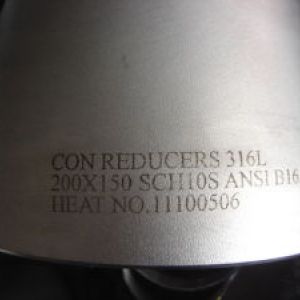 CON REDUCERS 316L
200X150 SCH10S ANSI B16
HEAT NO.11100506